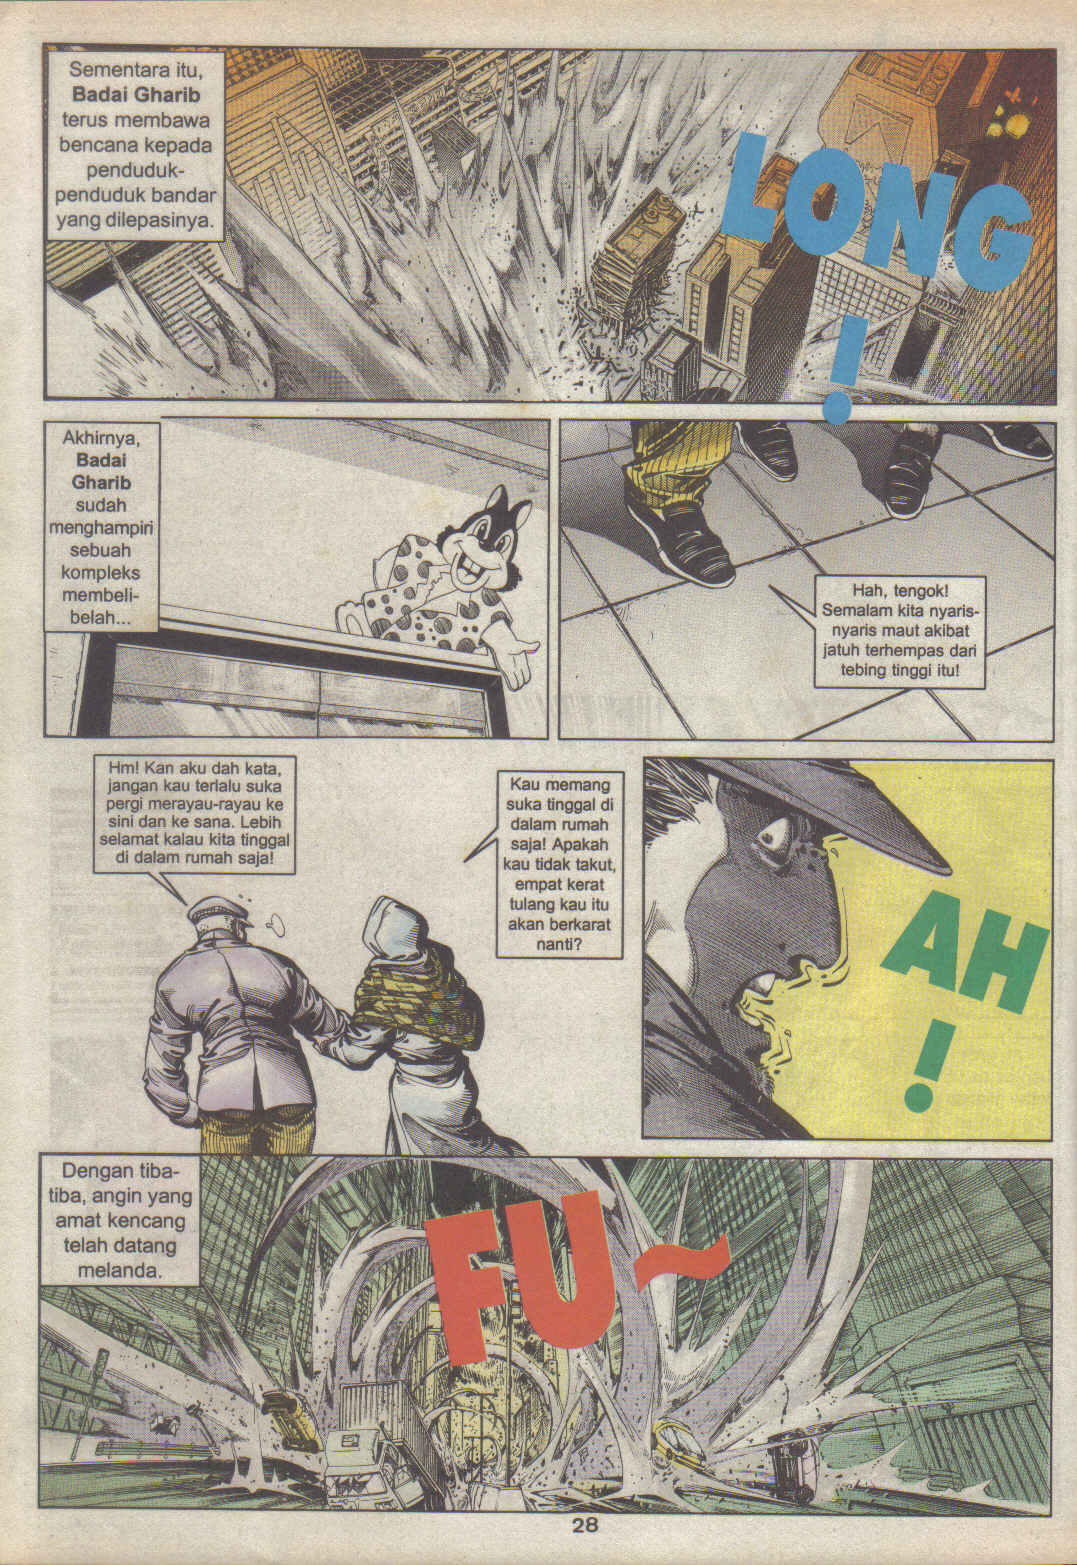 Sementara itu,
Badai Gharib
terus membawa
bencana kepada
penduduk-
penduduk bandar
yang dilepasinya.
LONG
!
Akhirnya,
Badai
Gharib
sudah
menghampiri
sebuah
kompleks
membeli-
belah...
Hah, tengok!
Semalam kita nyaris-
nyaris maut akibat
jatuh terhempas dari
tebing tinggi itu!
Hm! Kan aku dah kata,
jangan kau terlalu suka
pergi merayau-rayau ke
sini dan ke sana. Lebih
selamat kalau kita tinggal
di dalam rumah saja!
Kau memang
suka tinggal di
dalam rumah
saja! Apakah
kau tidak takut,
empat kerat
tulang kau itu
akan berkarat
nanti?
AH
!
Dengan tiba-
tiba, angin yang
amat kencang
telah datang
melanda.
FU~
28